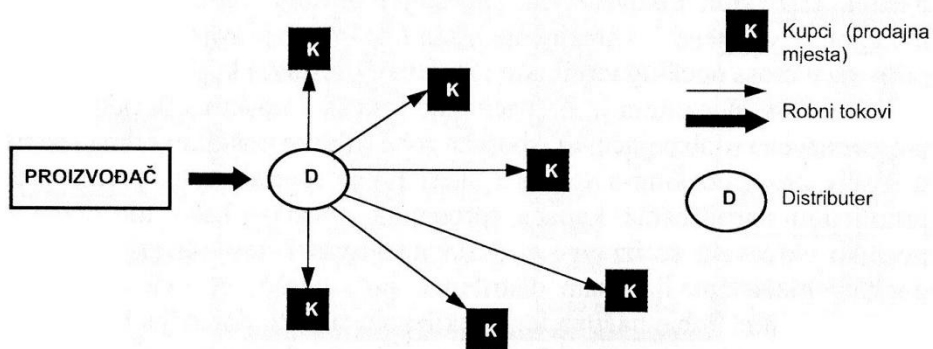 K
K
K
PROIZVOĐAČ
D
K
K
K
K Kupci (prodajna
mjesta)
Robni tokovi
D Distributer